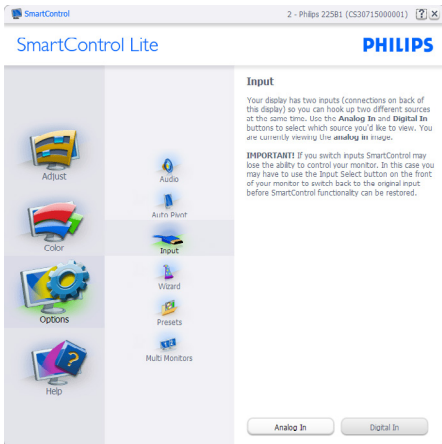 SmartControl
2 - Philips 225B1 (CS30715000001)
SmartControl Lite
PHILIPS
Adjust
Color
Options
Help
Audio
Auto Pivot
Input
Wizard
Presets
Multi Monitors
Input
Your display has two inputs (connections on back of
this display) so you can hook up two different sources
at the same time. Use the Analog In and Digital In
buttons to select which source you'd like to view. You
are currently viewing the analog in image.
IMPORTANT! If you switch inputs SmartControl may
lose the ability to control your monitor. In this case you
may have to use the Input Select button on the front
of your monitor to switch back to the original input
before SmartControl functionality can be restored.
Analog In
Digital In